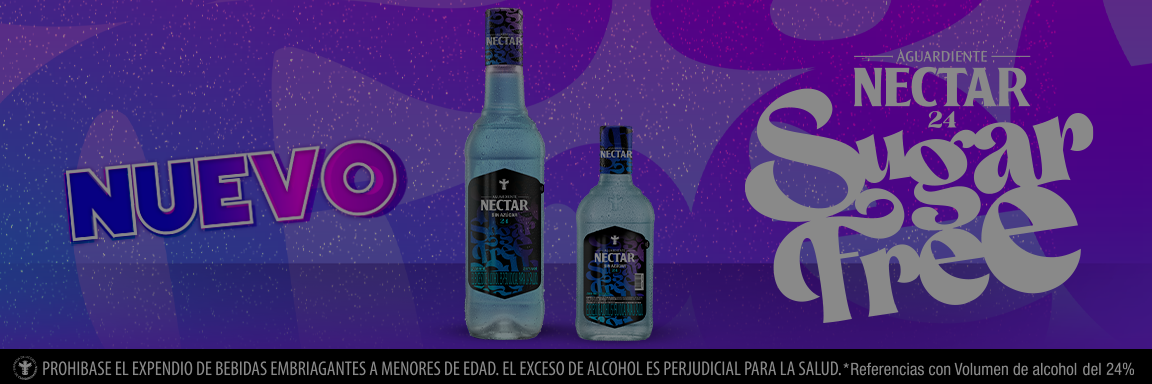 NUEVO
NECTAR
AGUARDIENTE
NECTAR
SIN AZÚCAR
24
NECTAR
NECTAR
SIN AZÚCAR
AGUARDIENTE
NECTAR
24
Sugar
Free
PROHIBASE EL EXPENDIO DE BEBIDAS EMBRIAGANTES A MENORES DE EDAD. EL EXCESO DE ALCOHOL ES PERJUDICIAL PARA LA SALUD. *Referencias con Volumen de alcohol del 24%